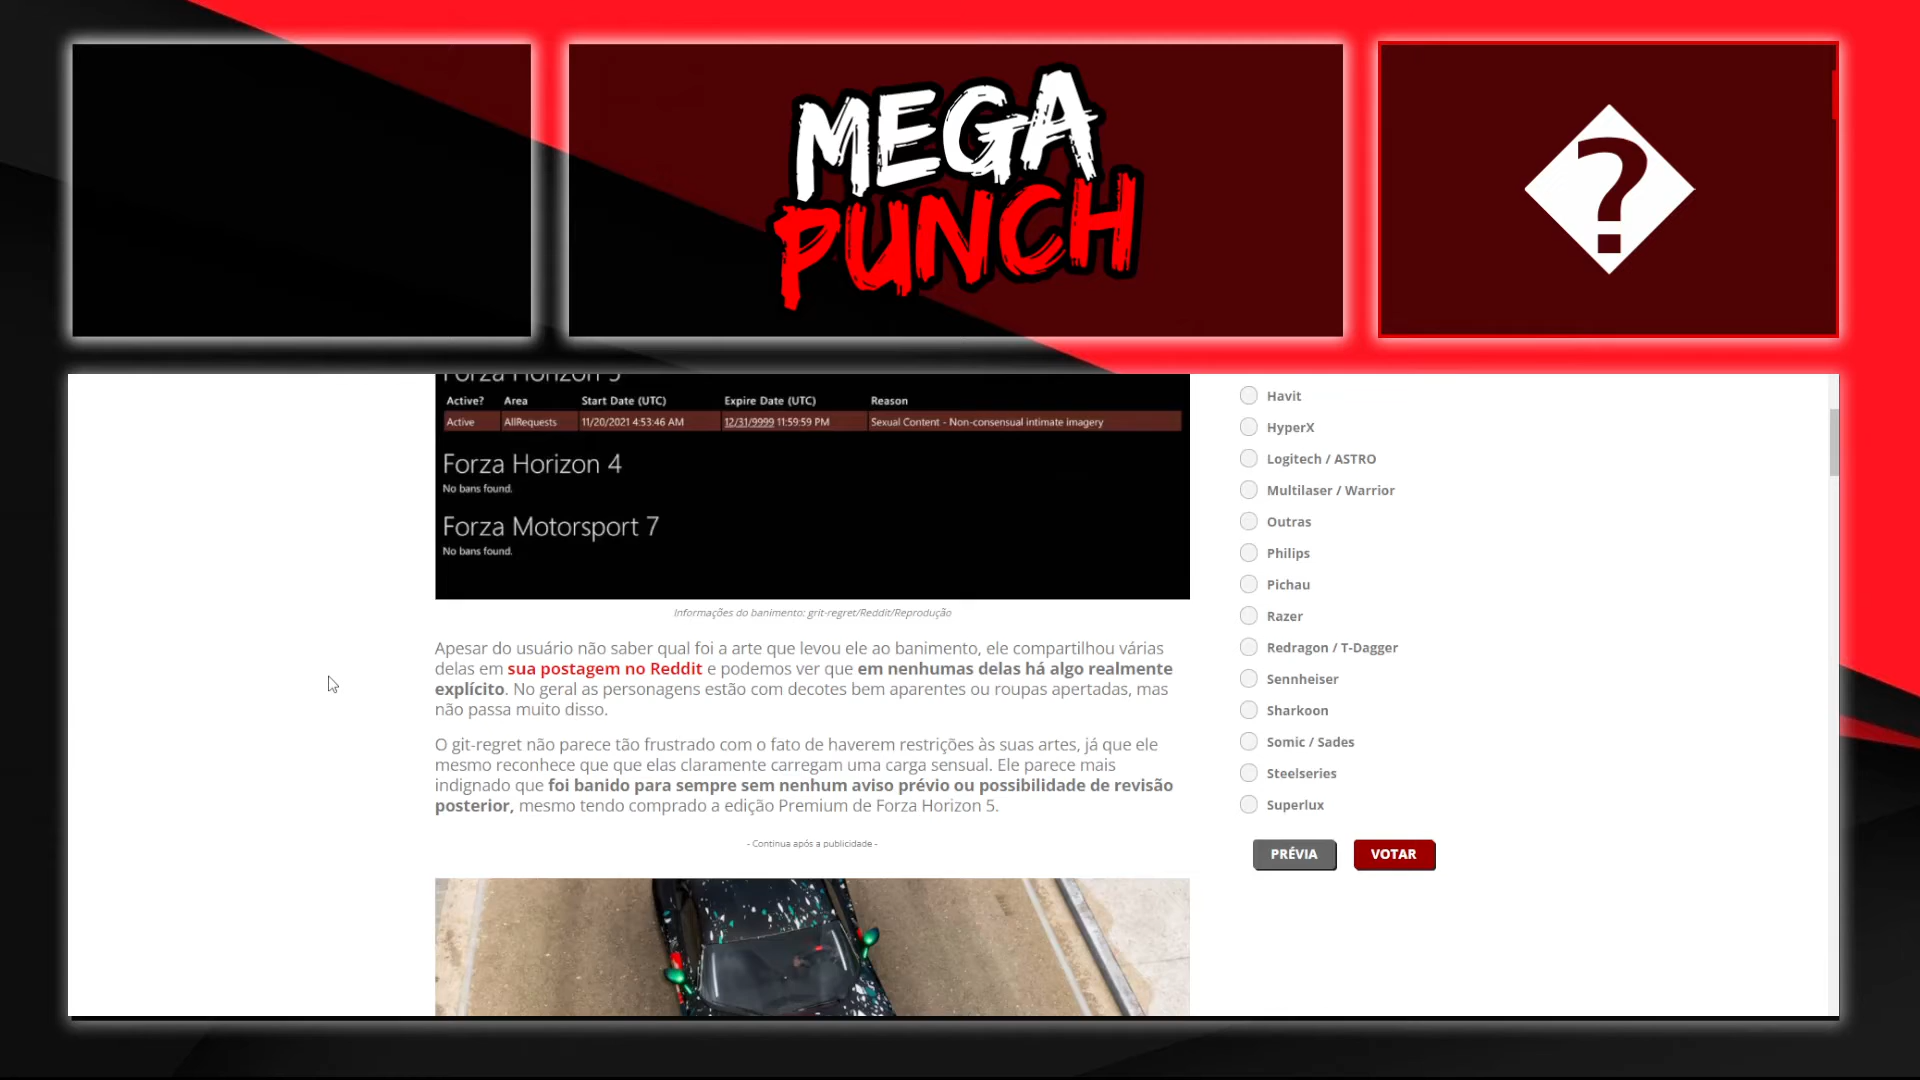 MEGA
PUNCH
?
Forza Horizon 5
Active? Area Start Date (UTC) Expire Date (UTC) Reason
Active AllRequests 11/20/2021 4:53:46 AM 12/31/9999 11:59:59 PM Sexual Content - Non-consensual intimate imagery
Forza Horizon 4
No bans found.
Forza Motorsport 7
No bans found.
Informações do banimento: grit-regret/Reddit/Reprodução
Apesar do usuário não saber qual foi a arte que levou ele ao banimento, ele compartilhou várias
delas em sua postagem no Reddit e podemos ver que em nenhumas delas há algo realmente
explícito. No geral as personagens estão com decotes bem aparentes ou roupas apertadas, mas
não passa muito disso.
O git-regret não parece tão frustrado com o fato de haverem restrições às suas artes, já que ele
mesmo reconhece que que elas claramente carregam uma carga sensual. Ele parece mais
indignado que foi banido para sempre sem nenhum aviso prévio ou possibilidade de revisão
posterior, mesmo tendo comprado a edição Premium de Forza Horizon 5.
- Continua após a publicidade -
Havit
HyperX
Logitech / ASTRO
Multilaser / Warrior
Outras
Philips
Pichau
Razer
Redragon / T-Dagger
Sennheiser
Sharkoon
Somic / Sades
Steelseries
Superlux
PRÉVIA VOTAR